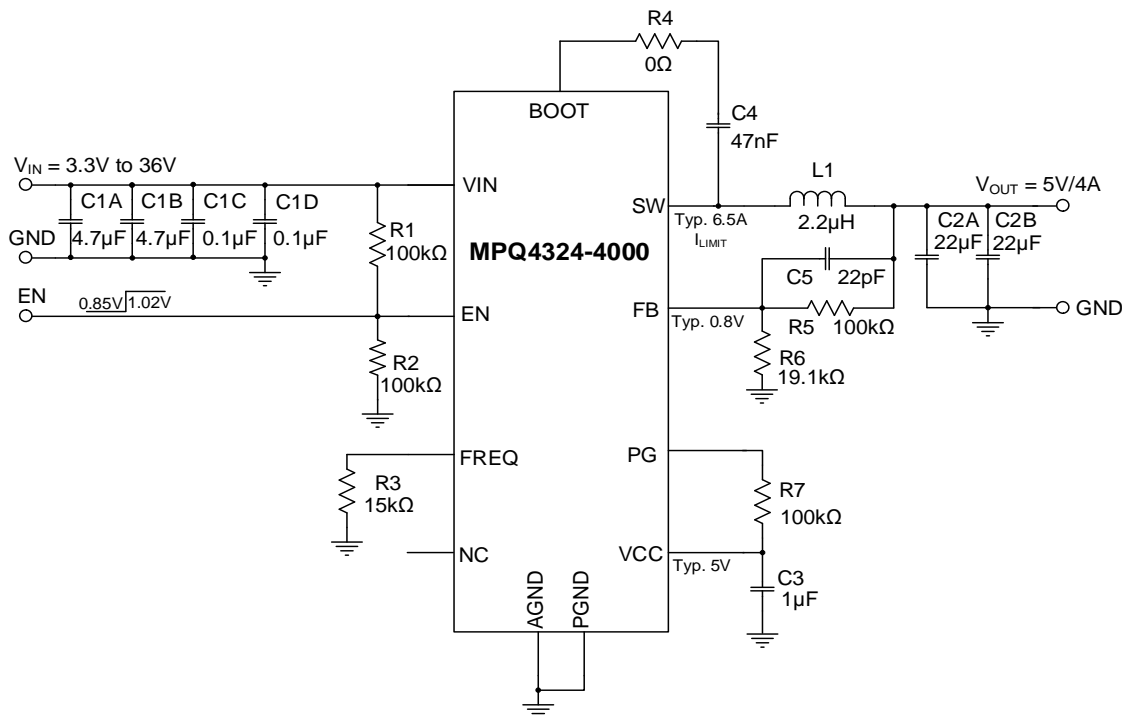 R4
0Ω
BOOT
C4
47nF
V_IN = 3.3V to 36V
C1A C1B C1C C1D
4.7µF 4.7µF 0.1µF 0.1µF
GND
VIN
R1
100kΩ
SW
Typ. 6.5A
I_LIMIT
L1
2.2µH
V_OUT = 5V/4A
C2A C2B
22µF 22µF
GND
MPQ4324-4000
C5 22pF
EN
0.85V 1.02V
EN
FB
Typ. 0.8V
R5 100kΩ
R6
19.1kΩ
R2
100kΩ
FREQ
R3
15kΩ
PG
R7
100kΩ
NC
VCC
Typ. 5V
C3
1µF
AGND
PGND